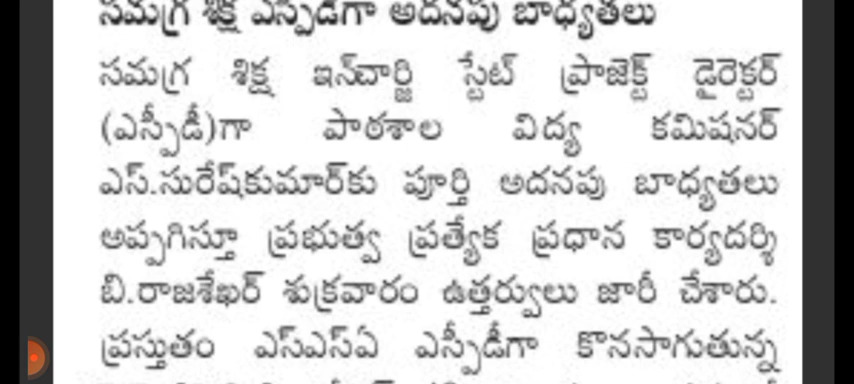 సమగ్ర శిక్ష ఎస్పీడీగా అదనపు బాధ్యతలు
సమగ్ర శిక్ష ఇన్‌చార్జి స్టేట్ ప్రాజెక్ట్ డైరెక్టర్
(ఎస్పీడీ)గా పాఠశాల విద్య కమిషనర్
ఎస్.సురేష్‌కుమార్‌కు పూర్తి అదనపు బాధ్యతలు
అప్పగిస్తూ ప్రభుత్వ ప్రత్యేక ప్రధాన కార్యదర్శి
బి.రాజశేఖర్ శుక్రవారం ఉత్తర్వులు జారీ చేశారు.
ప్రస్తుతం ఎస్ఎస్ఏ ఎస్పీడీగా కొనసాగుతున్న